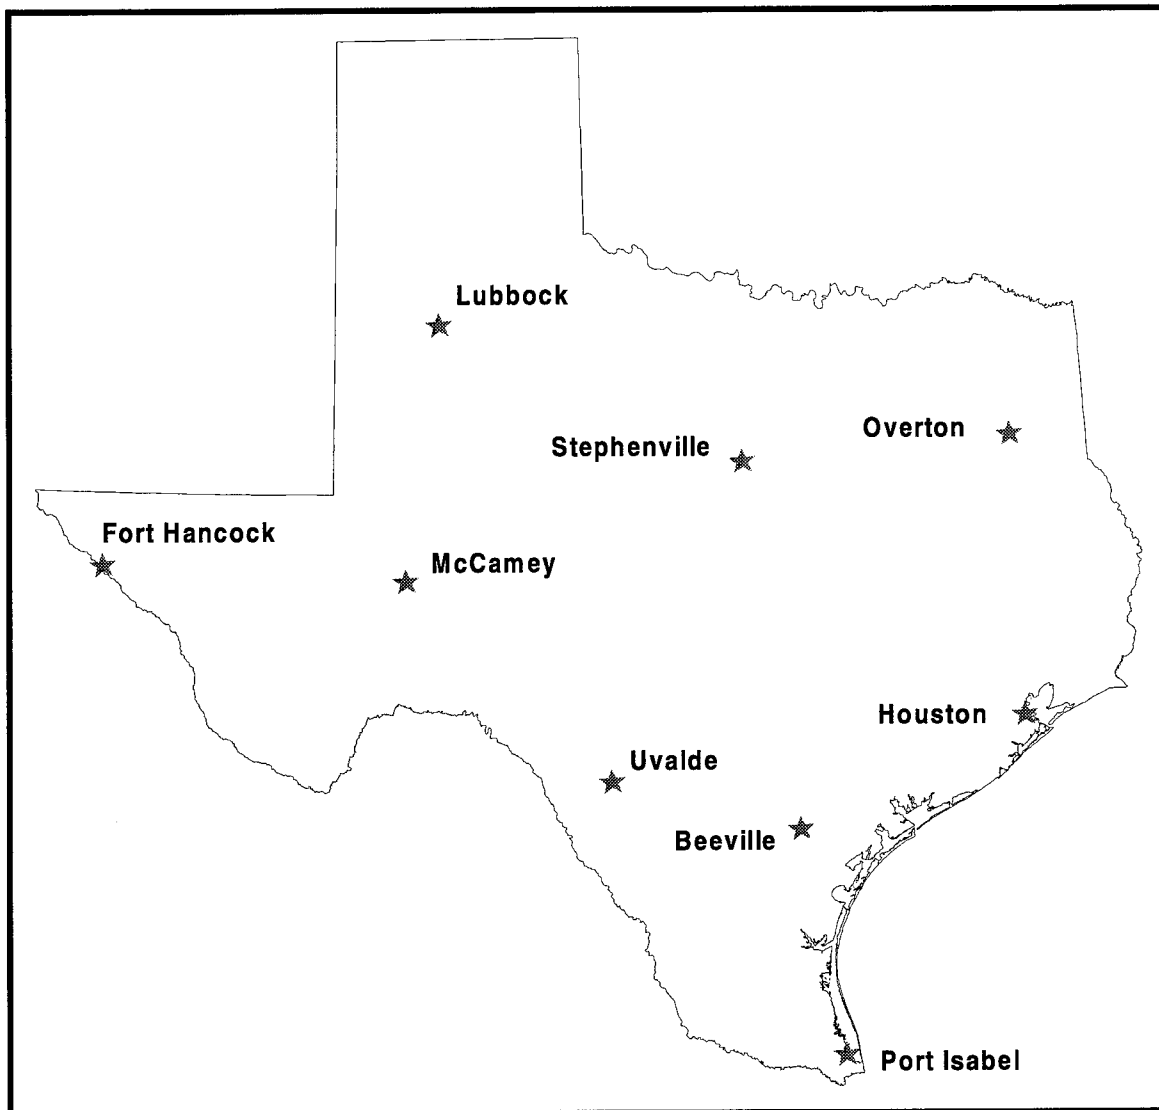 Lubbock
Overton
Stephenville
Fort Hancock
McCamey
Houston
Uvalde
Beeville
Port Isabel